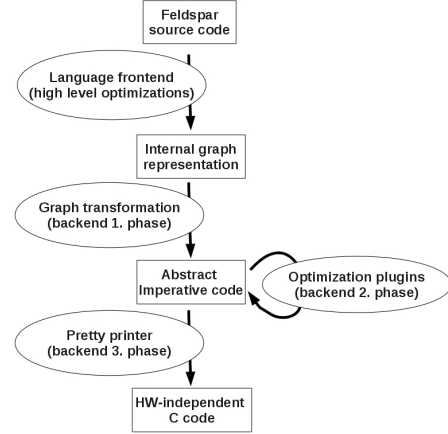 Feldspar
source code
Language frontend
(high level optimizations)
Internal graph
representation
Graph transformation
(backend 1. phase)
Abstract
Imperative code
Optimization plugins
(backend 2. phase)
Pretty printer
(backend 3. phase)
HW-independent
C code